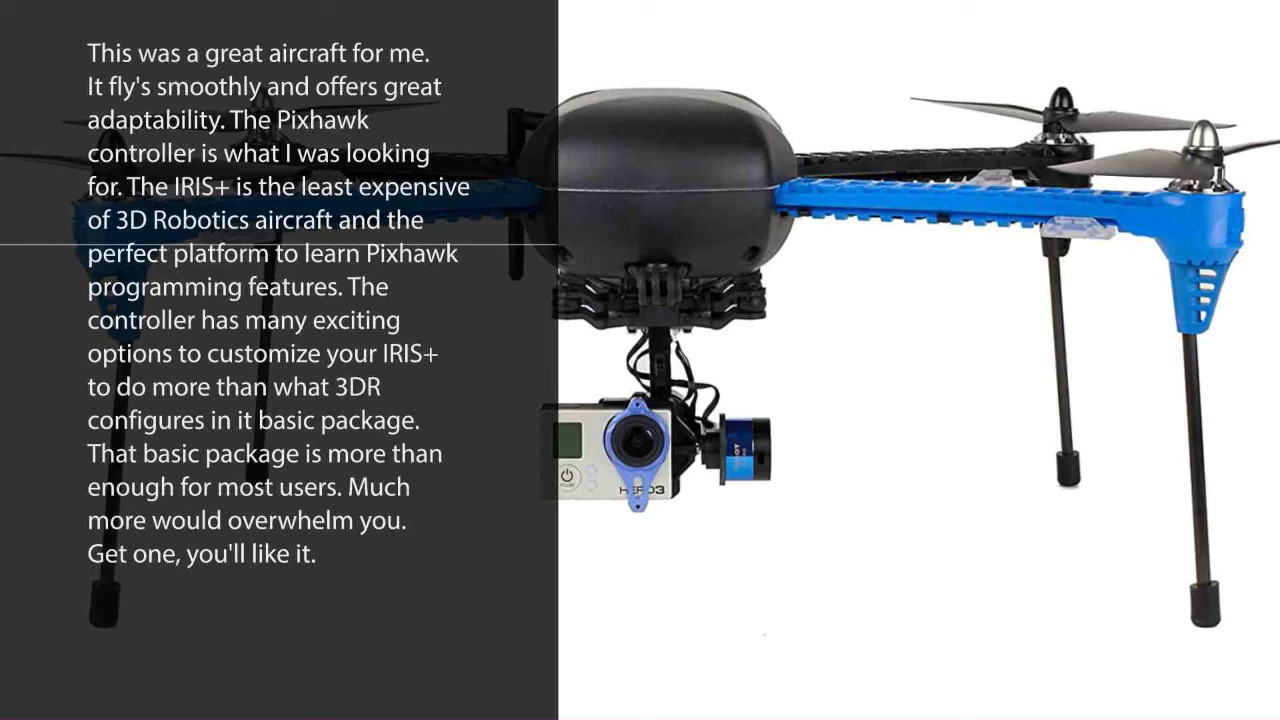 This was a great aircraft for me.
It fly's smoothly and offers great
adaptability. The Pixhawk
controller is what I was looking
for. The IRIS+ is the least expensive
of 3D Robotics aircraft and the
perfect platform to learn Pixhawk
programming features. The
controller has many exciting
options to customize your IRIS+
to do more than what 3DR
configures in it basic package.
That basic package is more than
enough for most users. Much
more would overwhelm you.
Get one, you'll like it.
HERO3